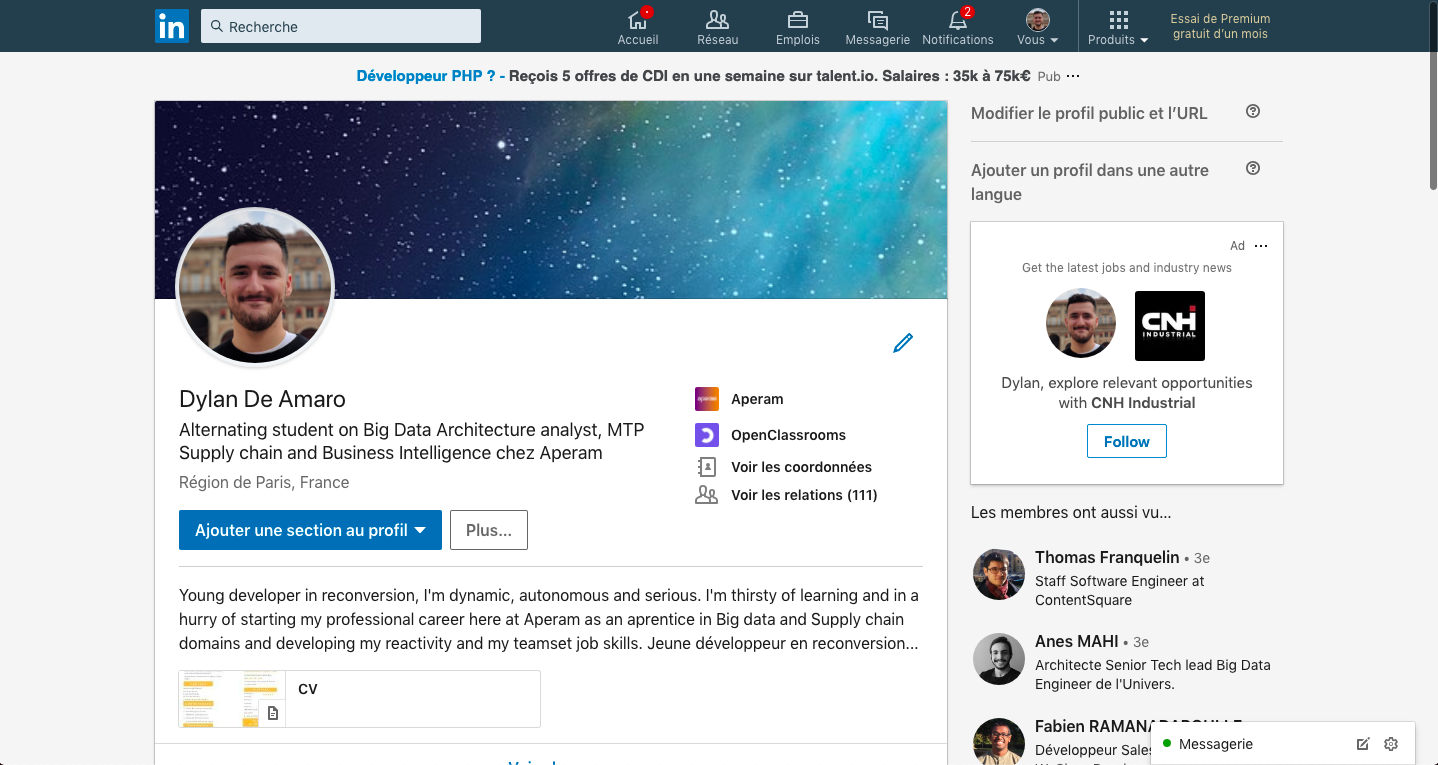 in
Recherche
Accueil
Réseau
Emplois
Messagerie
2
Notifications
Vous
Produits
Essai de Premium
gratuit d'un mois
Développeur PHP ? - Reçois 5 offres de CDI en une semaine sur talent.io. Salaires : 35k à 75k€ Pub ···
Modifier le profil public et l'URL
Ajouter un profil dans une autre
langue
Ad ···
Get the latest jobs and industry news
CNH
INDUSTRIAL
Dylan, explore relevant opportunities
with CNH Industrial
Follow
Dylan De Amaro
Alternating student on Big Data Architecture analyst, MTP
Supply chain and Business Intelligence chez Aperam
Région de Paris, France
aperam
Aperam
OpenClassrooms
Voir les coordonnées
Voir les relations (111)
Ajouter une section au profil
Plus...
Young developer in reconversion, I'm dynamic, autonomous and serious. I'm thirsty of learning and in a
hurry of starting my professional career here at Aperam as an aprentice in Big data and Supply chain
domains and developing my reactivity and my teamset job skills. Jeune développeur en reconversion...
CV
Les membres ont aussi vu...
Thomas Franquelin • 3e
Staff Software Engineer at
ContentSquare
Anes MAHI • 3e
Architecte Senior Tech lead Big Data
Engineer de l'Univers.
Fabien
Développeur
Messagerie